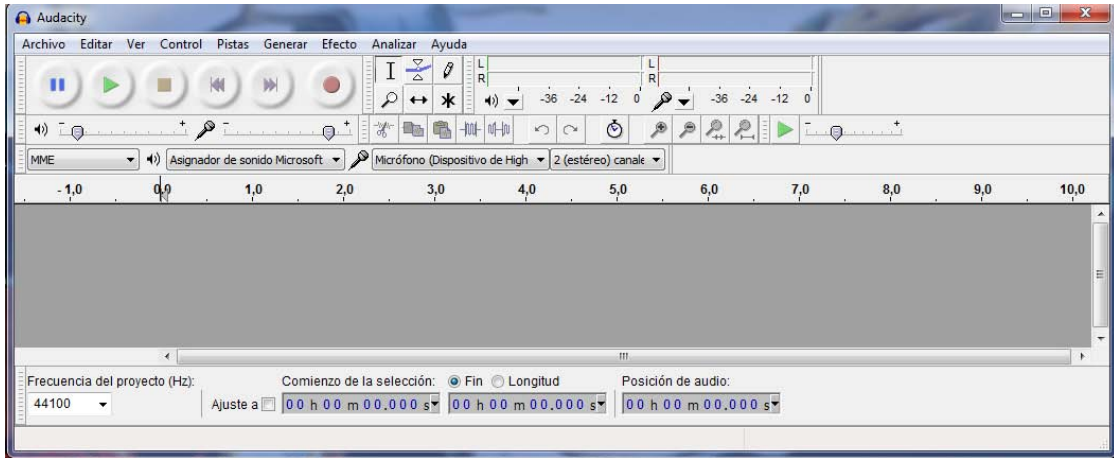 Audacity
Archivo Editar Ver Control Pistas Generar Efecto Analizar Ayuda
L
R
-36 -24 -12 0
L
R
-36 -24 -12 0
MME
Asignador de sonido Microsoft
Micrófono (Dispositivo de High
2 (estéreo) canale
- 1,0 0,0 1,0 2,0 3,0 4,0 5,0 6,0 7,0 8,0 9,0 10,0
Frecuencia del proyecto (Hz): Comienzo de la selección: Fin Longitud Posición de audio:
44100 Ajuste a 00 h 00 m 00.000 s 00 h 00 m 00.000 s 00 h 00 m 00.000 s